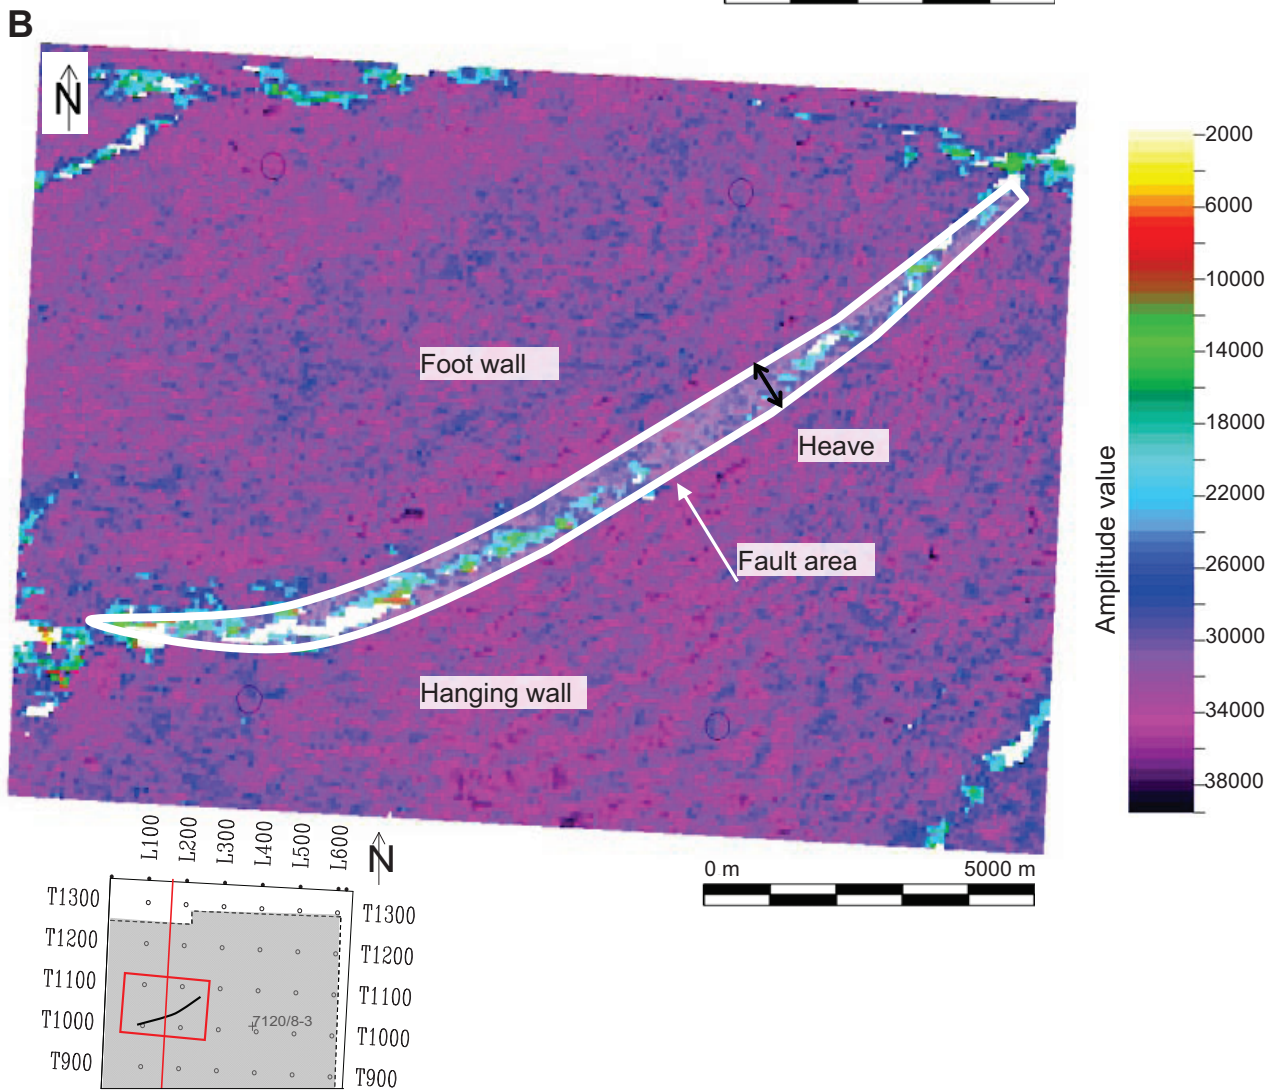 B
N
2000
6000
10000
14000
18000
22000
26000
30000
34000
38000
Amplitude value
Foot wall
Heave
Fault area
Hanging wall
0 m 5000 m
L100 L200 L300 L400 L500 L600
N
T1300 T1300
T1200 T1200
T1100 T1100
T1000 T1000
7120/8-3
T900 T900